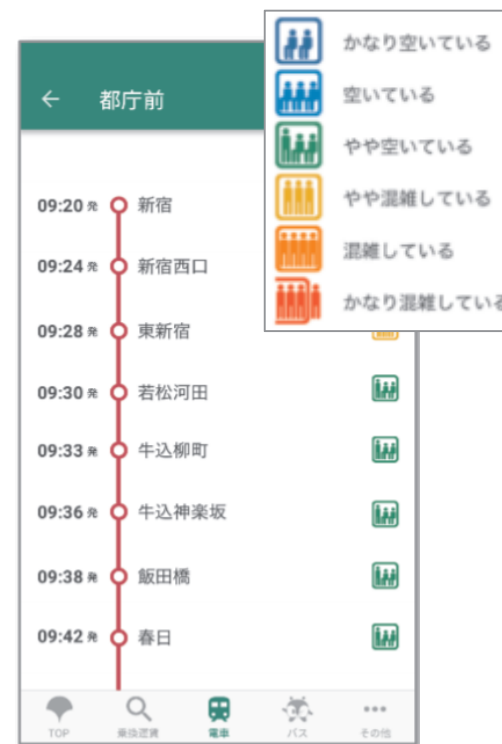 かなり空いている
空いている
やや空いている
やや混雑している
混雑している
かなり混雑している
← 都庁前
09:20 発 新宿
09:24 発 新宿西口
09:28 発 東新宿
09:30 発 若松河田
09:33 発 牛込柳町
09:36 発 牛込神楽坂
09:38 発 飯田橋
09:42 発 春日
TOP 乗換運賃 電車 バス その他